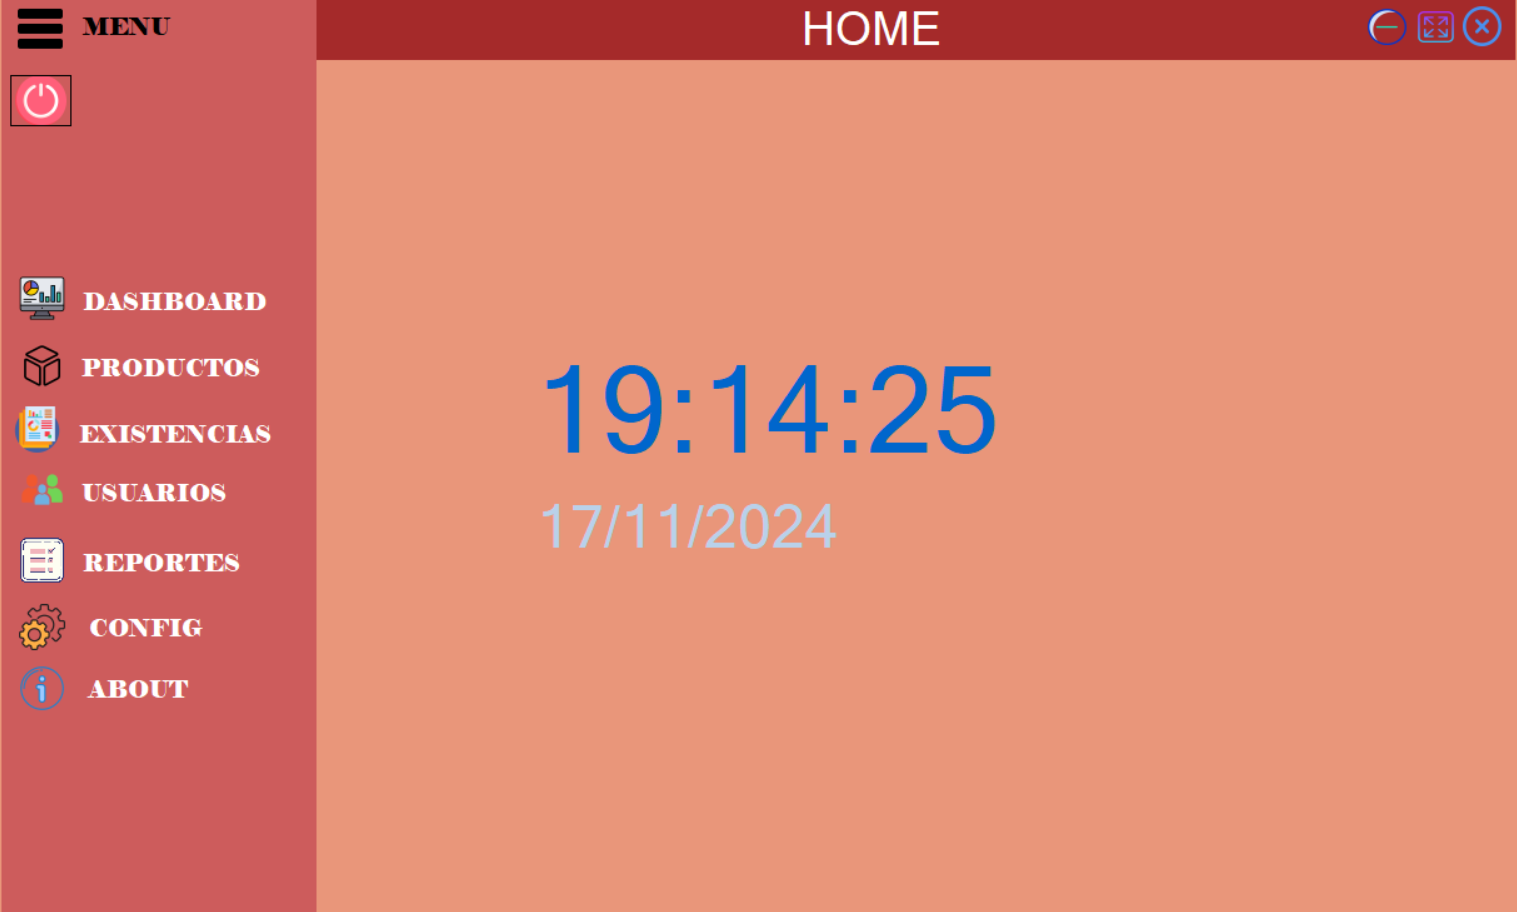 MENU
HOME
DASHBOARD
PRODUCTOS
EXISTENCIAS
USUARIOS
REPORTES
CONFIG
ABOUT
19:14:25
17/11/2024